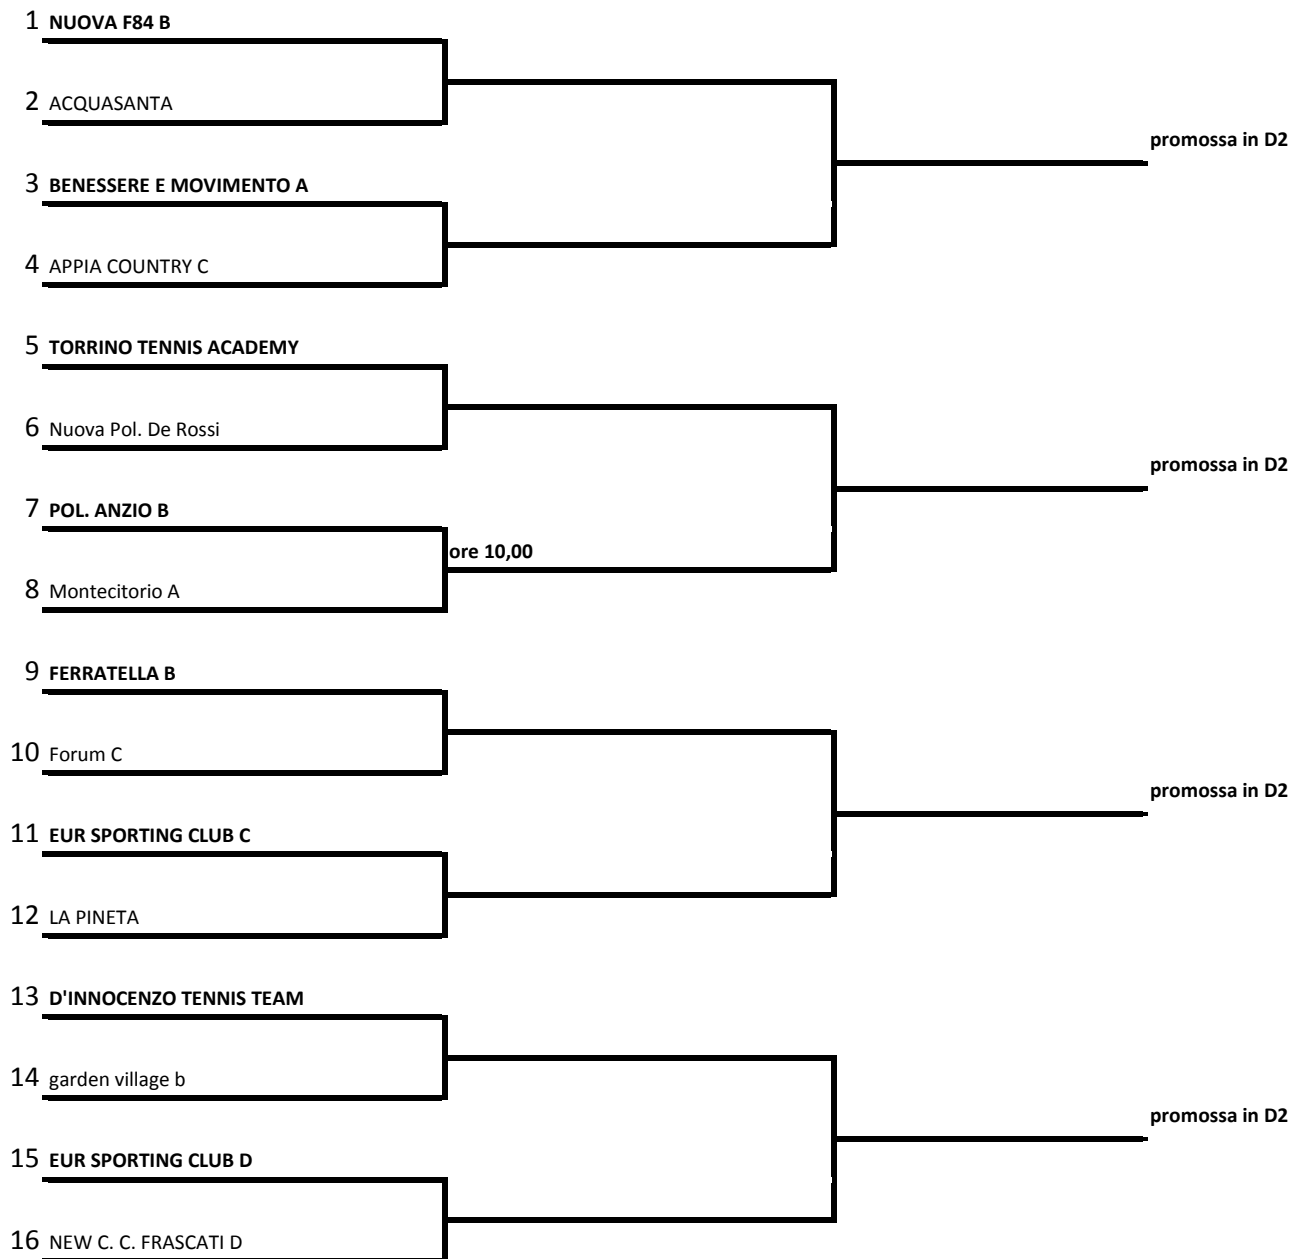 1 NUOVA F84 B
2 ACQUASANTA
promossa in D2
3 BENESSERE E MOVIMENTO A
4 APPIA COUNTRY C
5 TORRINO TENNIS ACADEMY
6 Nuova Pol. De Rossi
promossa in D2
7 POL. ANZIO B
ore 10,00
8 Montecitorio A
9 FERRATELLA B
10 Forum C
promossa in D2
11 EUR SPORTING CLUB C
12 LA PINETA
13 D'INNOCENZO TENNIS TEAM
14 garden village b
promossa in D2
15 EUR SPORTING CLUB D
16 NEW C. C. FRASCATI D